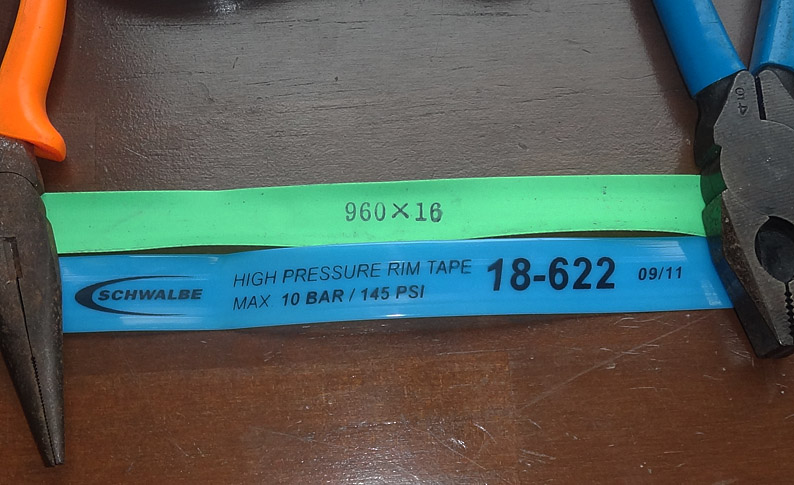 960×16
SCHWALBE
HIGH PRESSURE RIM TAPE
MAX 10 BAR / 145 PSI
18-622
09/11